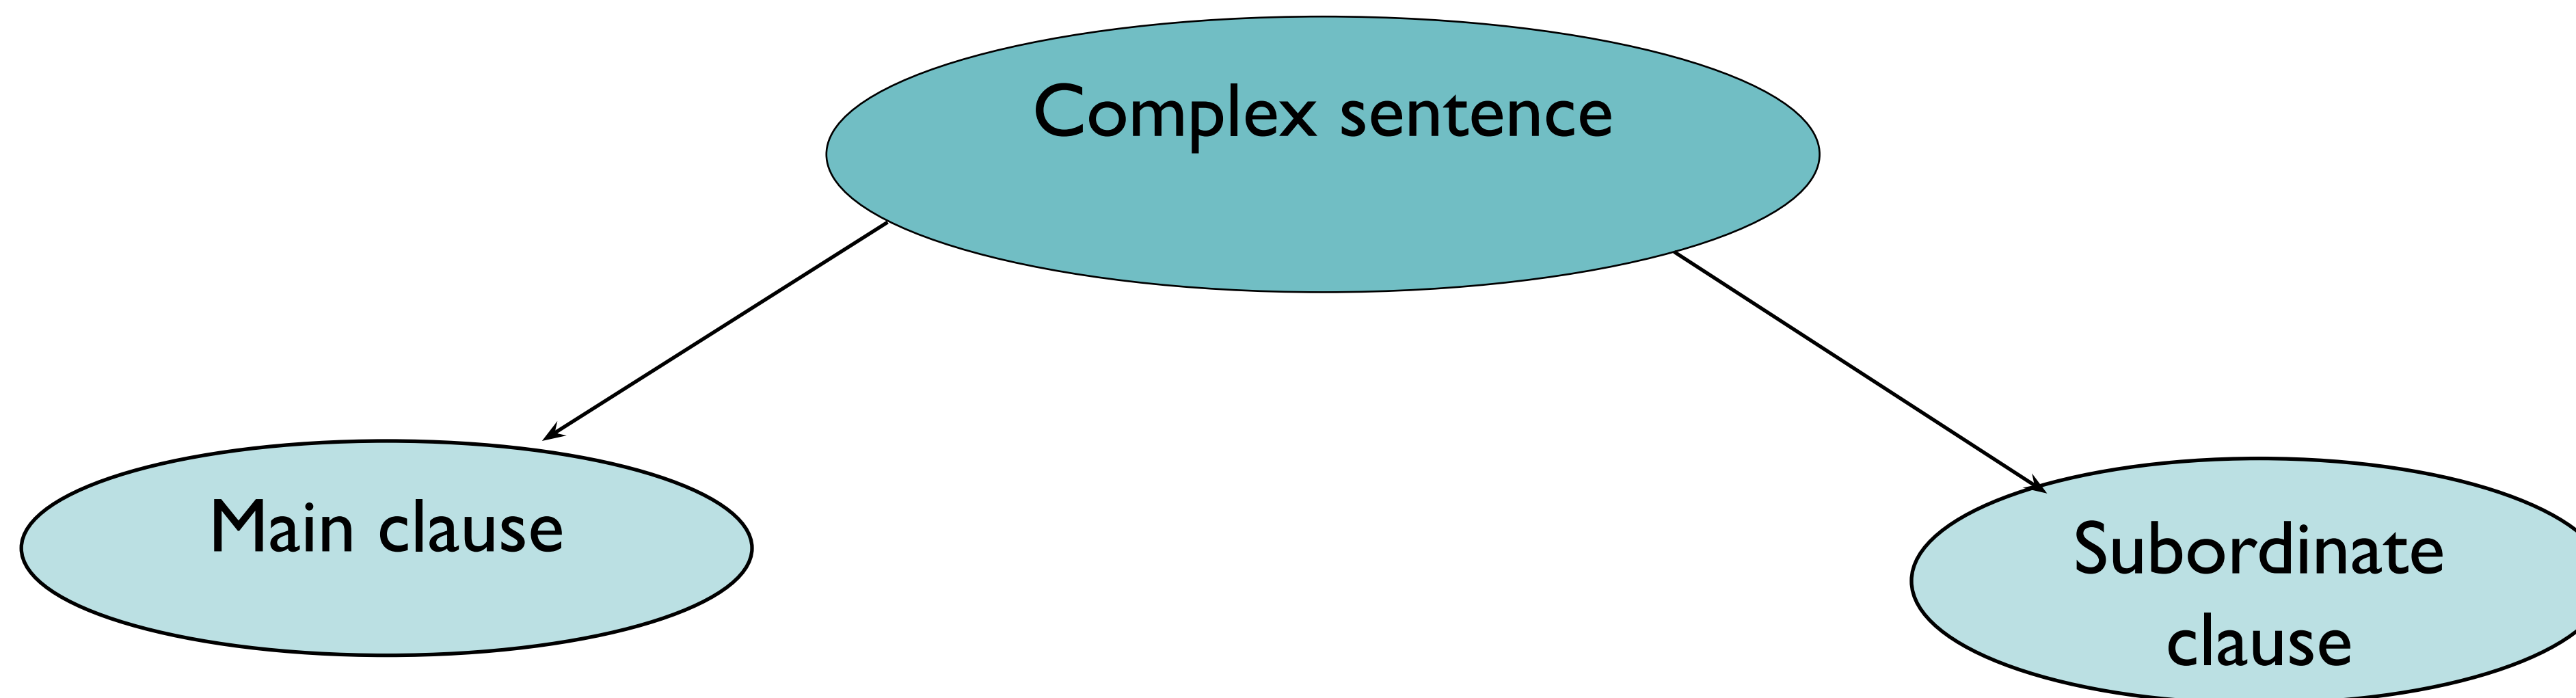 Complex sentence
Main clause
Subordinate
clause